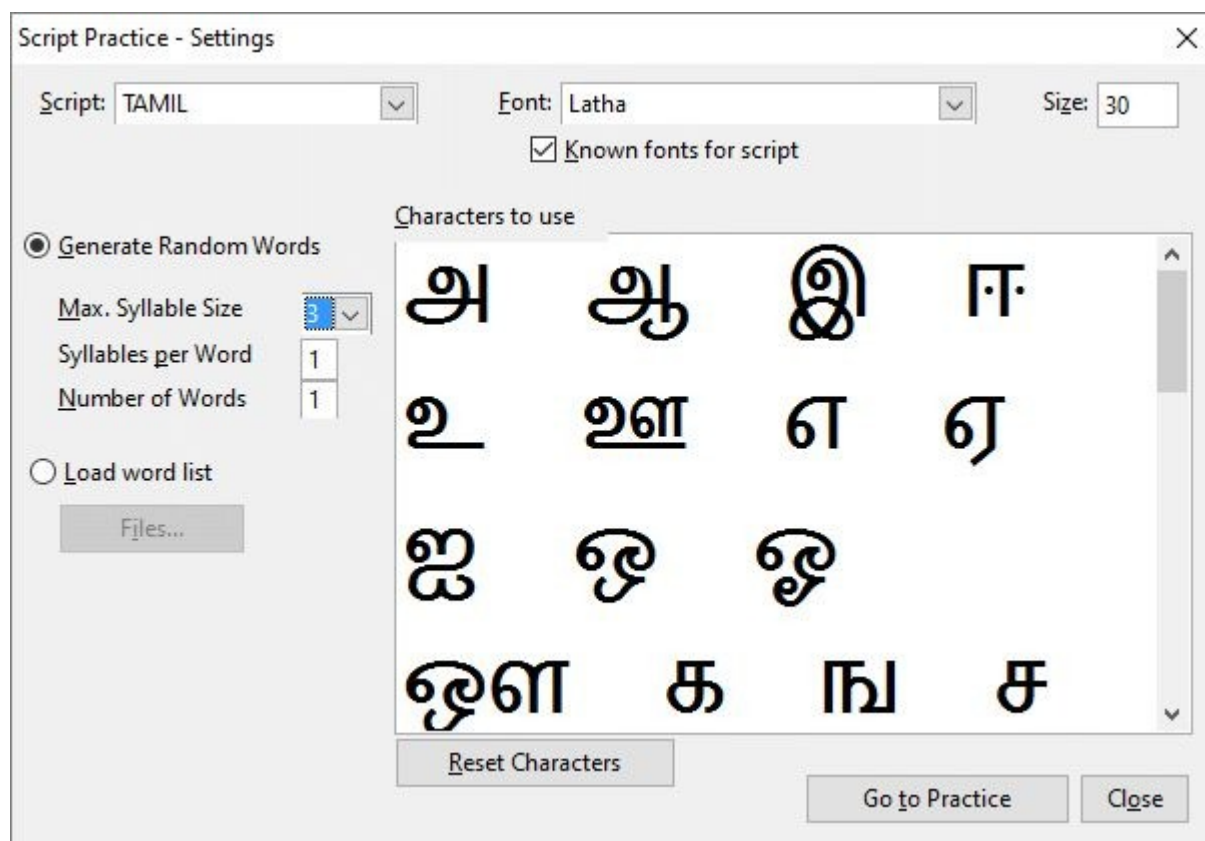 Script Practice - Settings
Script: TAMIL Font: Latha Size: 30
Known fonts for script
Characters to use
Generate Random Words
Max. Syllable Size 3
Syllables per Word 1
Number of Words 1
Load word list
Files...
அ ஆ இ ஈ
உ ஊ எ ஏ
ஐ ஒ ஓ
ஔ க ங ச
Reset Characters
Go to Practice Close